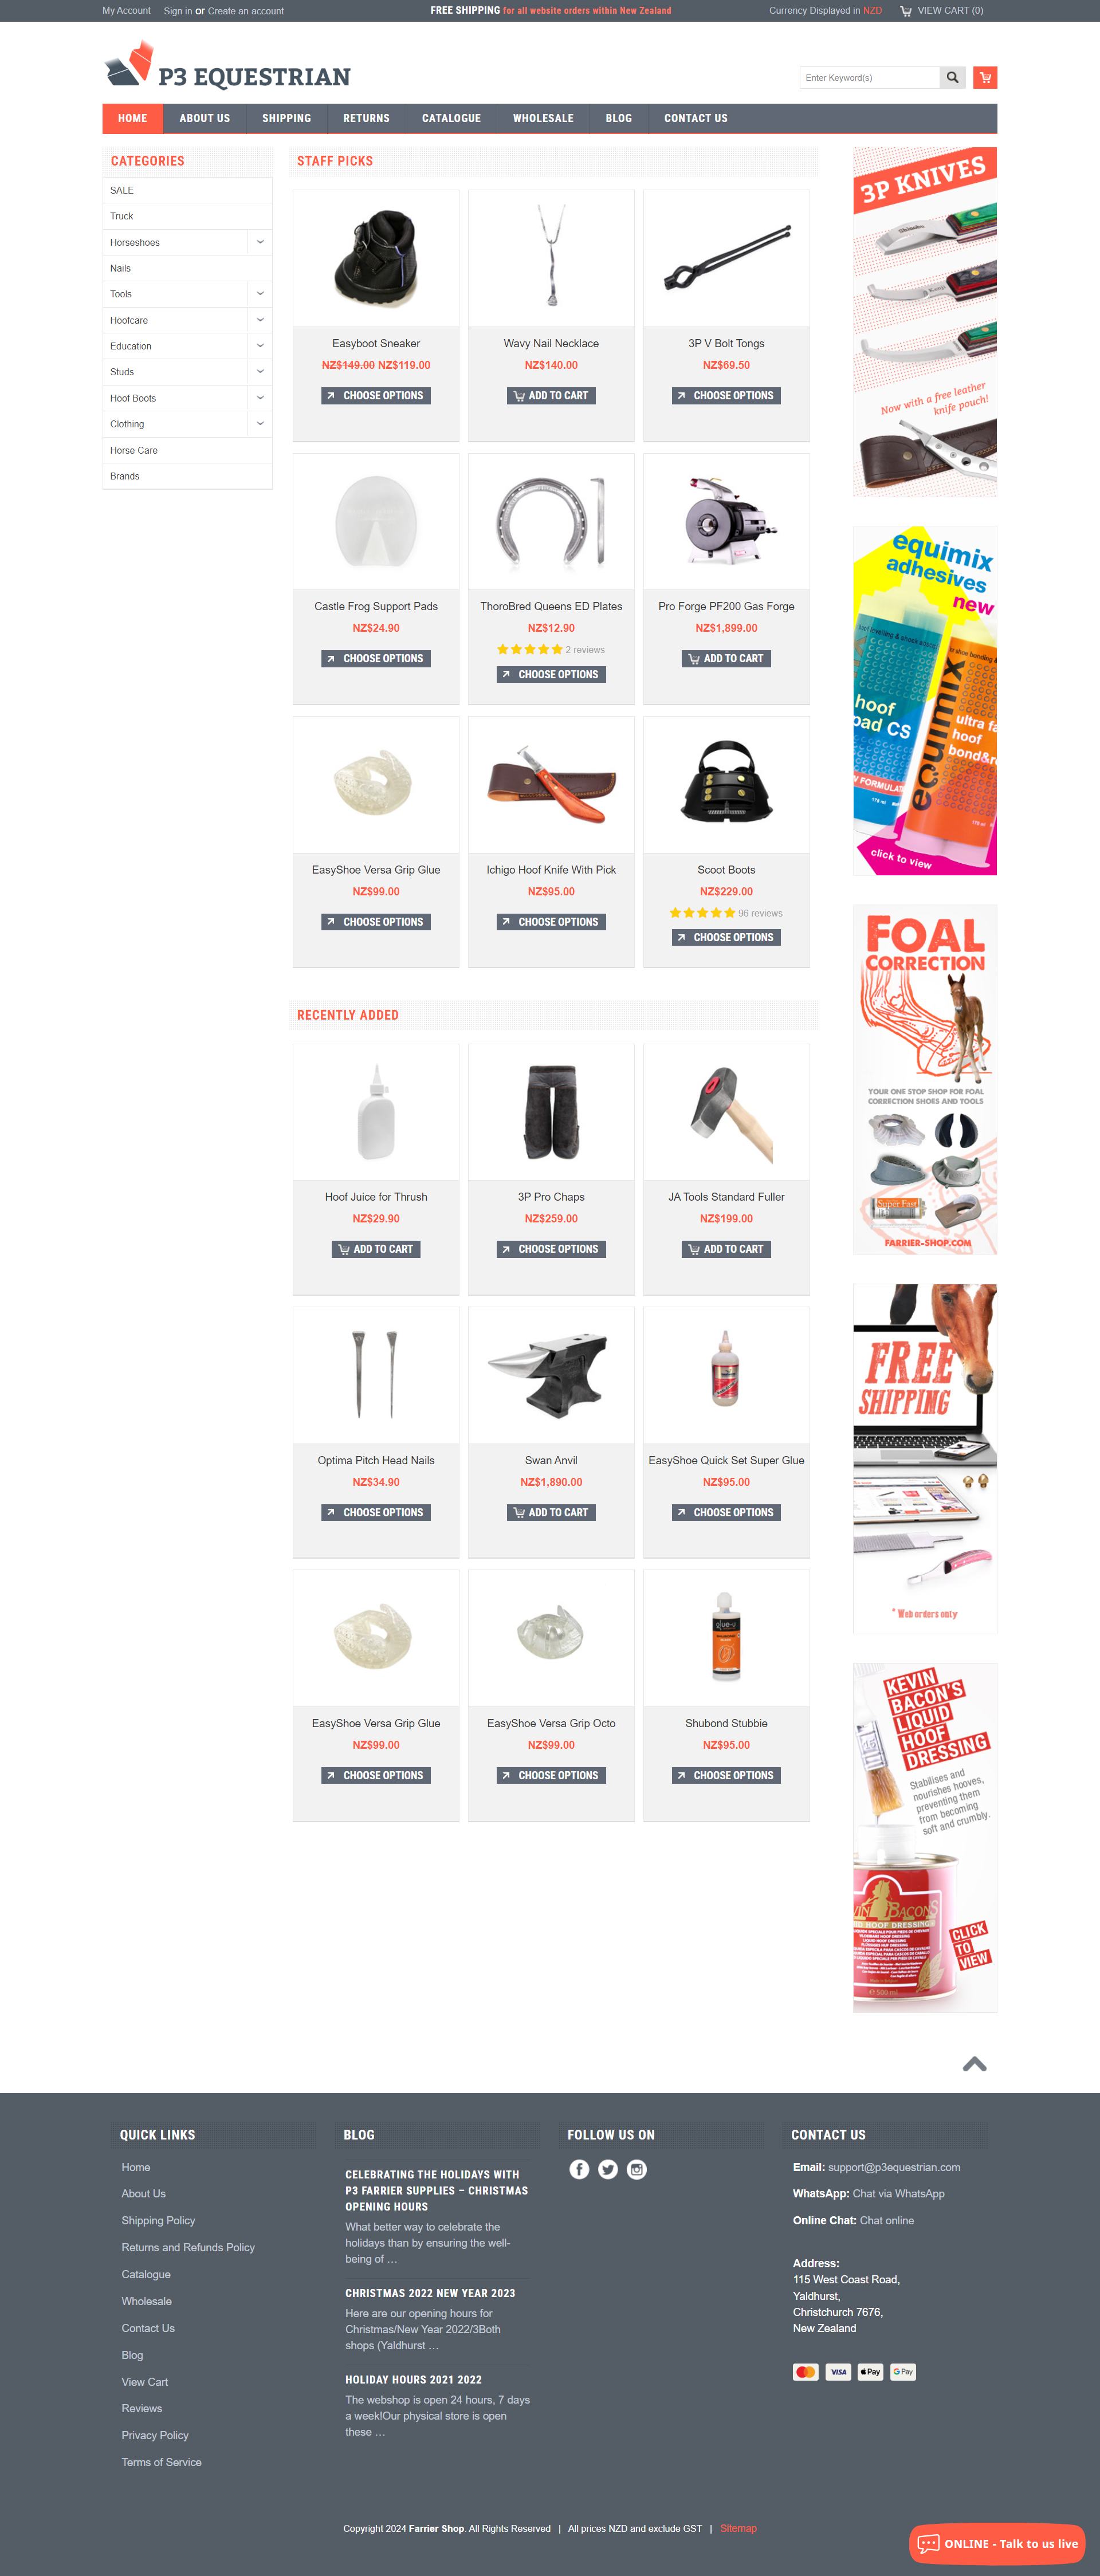 My Account Sign in or Create an account
FREE SHIPPING for all website orders within New Zealand
Currency Displayed in NZD VIEW CART (0)
P3 EQUESTRIAN
Enter Keyword(s)
HOME ABOUT US SHIPPING RETURNS CATALOGUE WHOLESALE BLOG CONTACT US
CATEGORIES
SALE
Truck
Horseshoes
Nails
Tools
Hoofcare
Education
Studs
Hoof Boots
Clothing
Horse Care
Brands
STAFF PICKS
Easyboot Sneaker
NZ$149.00 NZ$119.00
CHOOSE OPTIONS
Wavy Nail Necklace
NZ$140.00
ADD TO CART
3P V Bolt Tongs
NZ$69.50
CHOOSE OPTIONS
Castle Frog Support Pads
NZ$24.90
CHOOSE OPTIONS
ThoroBred Queens ED Plates
NZ$12.90
2 reviews
CHOOSE OPTIONS
Pro Forge PF200 Gas Forge
NZ$1,899.00
ADD TO CART
EasyShoe Versa Grip Glue
NZ$99.00
CHOOSE OPTIONS
Ichigo Hoof Knife With Pick
NZ$95.00
CHOOSE OPTIONS
Scoot Boots
NZ$229.00
96 reviews
CHOOSE OPTIONS
RECENTLY ADDED
Hoof Juice for Thrush
NZ$29.90
ADD TO CART
3P Pro Chaps
NZ$259.00
CHOOSE OPTIONS
JA Tools Standard Fuller
NZ$199.00
ADD TO CART
Optima Pitch Head Nails
NZ$34.90
CHOOSE OPTIONS
Swan Anvil
NZ$1,890.00
ADD TO CART
EasyShoe Quick Set Super Glue
NZ$95.00
CHOOSE OPTIONS
EasyShoe Versa Grip Glue
NZ$99.00
CHOOSE OPTIONS
EasyShoe Versa Grip Octo
NZ$99.00
CHOOSE OPTIONS
glue-u
Shubond Stubbie
NZ$95.00
CHOOSE OPTIONS
3P KNIVES
Now with a free leather
knife pouch!
equimix
adhesives
new
hoof
pad CS
equimix
ultra fa
hoof
bond&r
W FORMULA
click to view
FOAL
CORRECTION
YOUR ONE STOP SHOP FOR FOAL
CORRECTION SHOES AND TOOLS
Super Fast
FARRIER-SHOP.COM
FREE
SHIPPING
* Web orders only
KEVIN
BACON'S
LIQUID
HOOF
DRESSING
Stabilises and
nourishes hooves,
preventing them
from becoming
soft and crumbly.
VIN BACON'S
D HOOF DRESSING
CLICK
TO
VIEW
℮ 500 ml
QUICK LINKS
Home
About Us
Shipping Policy
Returns and Refunds Policy
Catalogue
Wholesale
Contact Us
Blog
View Cart
Reviews
Privacy Policy
Terms of Service
BLOG
CELEBRATING THE HOLIDAYS WITH
P3 FARRIER SUPPLIES – CHRISTMAS
OPENING HOURS
What better way to celebrate the
holidays than by ensuring the well-
being of …
CHRISTMAS 2022 NEW YEAR 2023
Here are our opening hours for
Christmas/New Year 2022/3Both
shops (Yaldhurst …
HOLIDAY HOURS 2021 2022
The webshop is open 24 hours, 7 days
a week!Our physical store is open
these …
FOLLOW US ON
CONTACT US
Email: support@p3equestrian.com
WhatsApp: Chat via WhatsApp
Online Chat: Chat online
Address:
115 West Coast Road,
Yaldhurst,
Christchurch 7676,
New Zealand
VISA Pay G Pay
Copyright 2024 Farrier Shop. All Rights Reserved | All prices NZD and exclude GST | Sitemap
ONLINE - Talk to us live